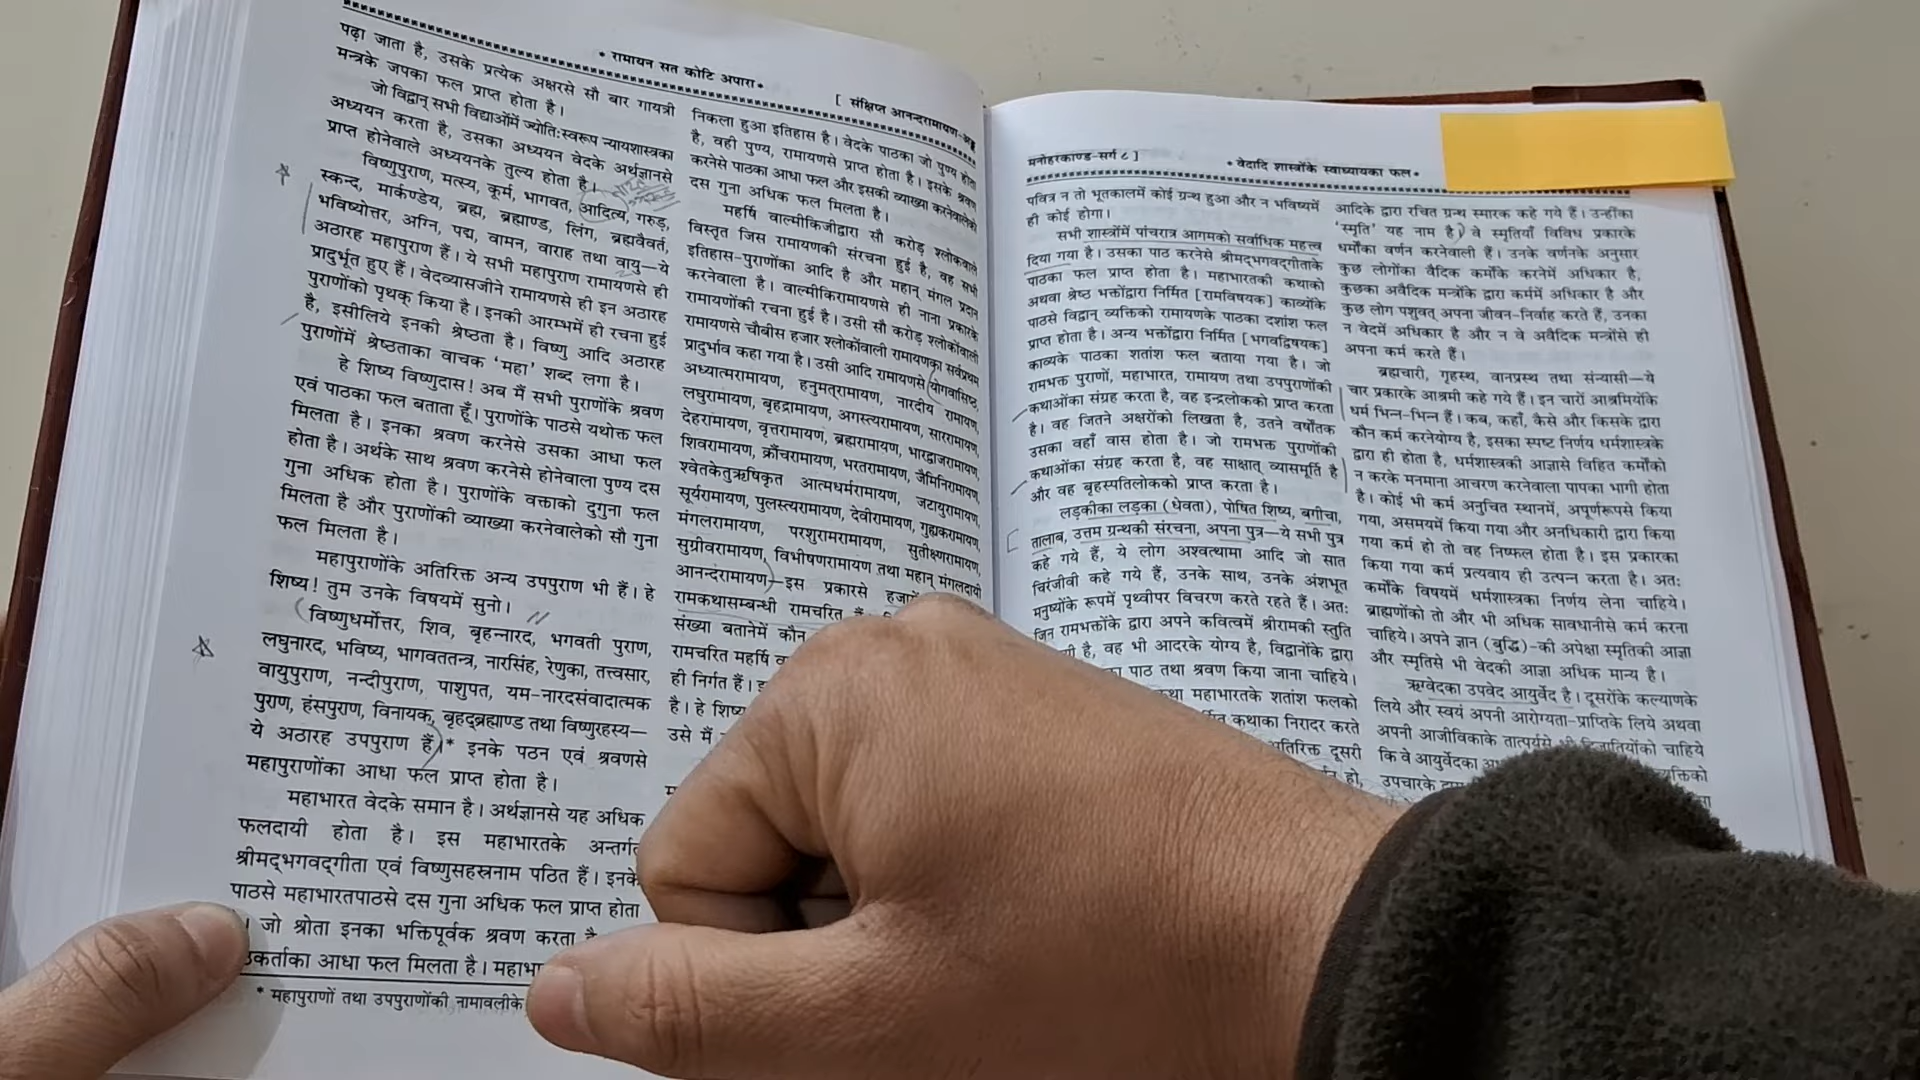 * रामायन सत कोटि अपारा *
[ संक्षिप्त आनन्दरामायण-अङ्क
पढ़ा जाता है, उसके प्रत्येक अक्षरसे सौ बार गायत्री
मन्त्रके जपका फल प्राप्त होता है।
जो विद्वान् सभी विद्याओंमें ज्योतिःस्वरूप न्यायशास्त्रका
अध्ययन करता है, उसका अध्ययन वेदके अर्थज्ञानसे
प्राप्त होनेवाले अध्ययनके तुल्य होता है।
विष्णुपुराण, मत्स्य, कूर्म, भागवत, आदित्य, गरुड़,
स्कन्द, मार्कण्डेय, ब्रह्म, ब्रह्माण्ड, लिंग, ब्रह्मवैवर्त,
भविष्योत्तर, अग्नि, पद्म, वामन, वाराह तथा वायु—ये
अठारह महापुराण हैं। ये सभी महापुराण रामायणसे ही
प्रादुर्भूत हुए हैं। वेदव्यासजीने रामायणसे ही इन अठारह
पुराणोंको पृथक् किया है। इनकी आरम्भमें ही रचना हुई
है, इसीलिये इनकी श्रेष्ठता है। विष्णु आदि अठारह
पुराणोंमें श्रेष्ठताका वाचक ‘महा’ शब्द लगा है।
हे शिष्य विष्णुदास! अब मैं सभी पुराणोंके श्रवण
एवं पाठका फल बताता हूँ। पुराणोंके पाठसे यथोक्त फल
मिलता है। इनका श्रवण करनेसे उसका आधा फल
होता है। अर्थके साथ श्रवण करनेसे होनेवाला पुण्य दस
गुना अधिक होता है। पुराणोंके वक्ताको दुगुना फल
मिलता है और पुराणोंकी व्याख्या करनेवालेको सौ गुना
फल मिलता है।
महापुराणोंके अतिरिक्त अन्य उपपुराण भी हैं। हे
शिष्य! तुम उनके विषयमें सुनो।
विष्णुधर्मोत्तर, शिव, बृहन्नारद, भगवती पुराण,
लघुनारद, भविष्य, भागवततन्त्र, नारसिंह, रेणुका, तत्त्वसार,
वायुपुराण, नन्दीपुराण, पाशुपत, यम-नारदसंवादात्मक
पुराण, हंसपुराण, विनायक, बृहद्ब्रह्माण्ड तथा विष्णुरहस्य—
ये अठारह उपपुराण हैं।* इनके पठन एवं श्रवणसे
महापुराणोंका आधा फल प्राप्त होता है।
महाभारत वेदके समान है। अर्थज्ञानसे यह अधिक
फलदायी होता है। इस महाभारतके अन्तर्गत
श्रीमद्भगवद्गीता एवं विष्णुसहस्रनाम पठित हैं। इनके
पाठसे महाभारतपाठसे दस गुना अधिक फल प्राप्त होता
। जो श्रोता इनका भक्तिपूर्वक श्रवण करता है
का आधा फल मिलता है।
* महापुराणों तथा उपपुराणोंकी नामावलीके
निकला हुआ इतिहास है। वेदके पाठका जो पुण्य होता
है, वही पुण्य, रामायणसे प्राप्त होता है। इसके श्रवण
करनेसे पाठका आधा फल और इसकी व्याख्या करनेवालेको
दस गुना अधिक फल मिलता है।
महर्षि वाल्मीकिजीद्वारा सौ करोड़ श्लोकवाले
विस्तृत जिस रामायणकी संरचना हुई है, वह सभी
इतिहास-पुराणोंका आदि है और महान् मंगल प्रदान
करनेवाला है। वाल्मीकिरामायणसे ही नाना प्रकारके
रामायणोंकी रचना हुई है। उसी सौ करोड़ श्लोकोंवाली
रामायणसे चौबीस हजार श्लोकोंवाली रामायणका सर्वप्रथम
प्रादुर्भाव कहा गया है। उसी आदि रामायणसे योगवासिष्ठ,
अध्यात्मरामायण, हनुमत्‌रामायण, नारदीय रामायण,
लघुरामायण, बृहद्रामायण, अगस्त्यरामायण, साररामायण,
देहरामायण, वृत्तरामायण, ब्रह्मरामायण, भारद्वाजरामायण,
शिवरामायण, क्रौंचरामायण, भरतरामायण, जैमिनिरामायण,
श्वेतकेतुऋषिकृत आत्मधर्मरामायण, जटायुरामायण,
सूर्यरामायण, पुलस्त्यरामायण, देवीरामायण, गुह्यकरामायण,
मंगलरामायण, परशुरामरामायण, सुतीक्ष्णरामायण,
सुग्रीवरामायण, विभीषणरामायण तथा महान् मंगलदायी
आनन्दरामायण—इस प्रकारसे
रामकथासम्बन्धी रामचरित
संख्या बतानेमें कौन
रामचरित महर्षि
ही निर्गत हैं।
है। हे शिष्य
उसे मैं
मनोहरकाण्ड-सर्ग ८ ]
* वेदादि शास्त्रोंके स्वाध्यायका फल *
पवित्र न तो भूतकालमें कोई ग्रन्थ हुआ और न भविष्यमें
ही कोई होगा।
सभी शास्त्रोंमें पांचरात्र आगमको सर्वाधिक महत्त्व
दिया गया है। उसका पाठ करनेसे श्रीमद्भगवद्गीताके
पाठका फल प्राप्त होता है। महाभारतकी कथाको
अथवा श्रेष्ठ भक्तोंद्वारा निर्मित [रामविषयक] काव्योंके
पाठसे विद्वान् व्यक्तिको रामायणके पाठका दशांश फल
प्राप्त होता है। अन्य भक्तोंद्वारा निर्मित [भगवद्विषयक]
काव्यके पाठका शतांश फल बताया गया है। जो
रामभक्त पुराणों, महाभारत, रामायण तथा उपपुराणोंकी
कथाओंका संग्रह करता है, वह इन्द्रलोकको प्राप्त करता
है। वह जितने अक्षरोंको लिखता है, उतने वर्षोंतक
उसका वहाँ वास होता है। जो रामभक्त पुराणोंकी
कथाओंका संग्रह करता है, वह साक्षात् व्यासमूर्ति है
और वह बृहस्पतिलोकको प्राप्त करता है।
लड़कीका लड़का (धेवता), पोषित शिष्य, बगीचा,
तालाब, उत्तम ग्रन्थकी संरचना, अपना पुत्र—ये सभी पुत्र
कहे गये हैं, ये लोग अश्वत्थामा आदि जो सात
चिरंजीवी कहे गये हैं, उनके साथ, उनके अंशभूत
मनुष्योंके रूपमें पृथ्वीपर विचरण करते रहते हैं। अतः
जिन रामभक्तोंके द्वारा अपने कवित्वमें श्रीरामकी स्तुति
है, वह भी आदरके योग्य है, विद्वानोंके द्वारा
पाठ तथा श्रवण किया जाना चाहिये।
महाभारतके शतांश फलको
कथाका निरादर करते
दूसरी
हो,
आदिके द्वारा रचित ग्रन्थ स्मारक कहे गये हैं। उन्हींका
‘स्मृति’ यह नाम है। वे स्मृतियाँ विविध प्रकारके
धर्मोंका वर्णन करनेवाली हैं। उनके वर्णनके अनुसार
कुछ लोगोंका वैदिक कर्मोंके करनेमें अधिकार है,
कुछका अवैदिक मन्त्रोंके द्वारा कर्ममें अधिकार है और
कुछ लोग पशुवत् अपना जीवन-निर्वाह करते हैं, उनका
न वेदमें अधिकार है और न वे अवैदिक मन्त्रोंसे ही
अपना कर्म करते हैं।
ब्रह्मचारी, गृहस्थ, वानप्रस्थ तथा संन्यासी—ये
चार प्रकारके आश्रमी कहे गये हैं। इन चारों आश्रमियोंके
धर्म भिन्न-भिन्न हैं। कब, कहाँ, कैसे और किसके द्वारा
कौन कर्म करनेयोग्य है, इसका स्पष्ट निर्णय धर्मशास्त्रके
द्वारा ही होता है, धर्मशास्त्रकी आज्ञासे विहित कर्मोंको
न करके मनमाना आचरण करनेवाला पापका भागी होता
है। कोई भी कर्म अनुचित स्थानमें, अपूर्णरूपसे किया
गया, असमयमें किया गया और अनधिकारी द्वारा किया
गया कर्म हो तो वह निष्फल होता है। इस प्रकारका
किया गया कर्म प्रत्यवाय ही उत्पन्न करता है। अतः
कर्मोंके विषयमें धर्मशास्त्रका निर्णय लेना चाहिये।
ब्राह्मणोंको तो और भी अधिक सावधानीसे कर्म करना
चाहिये। अपने ज्ञान (बुद्धि)-की अपेक्षा स्मृतिकी आज्ञा
और स्मृतिसे भी वेदकी आज्ञा अधिक मान्य है।
ऋग्वेदका उपवेद आयुर्वेद है। दूसरोंके कल्याणके
लिये और स्वयं अपनी आरोग्यता-प्राप्तिके लिये अथवा
अपनी आजीविकाके तात्पर्यसे भी द्विजातियोंको चाहिये
कि वे आयुर्वेदका
उपचारके